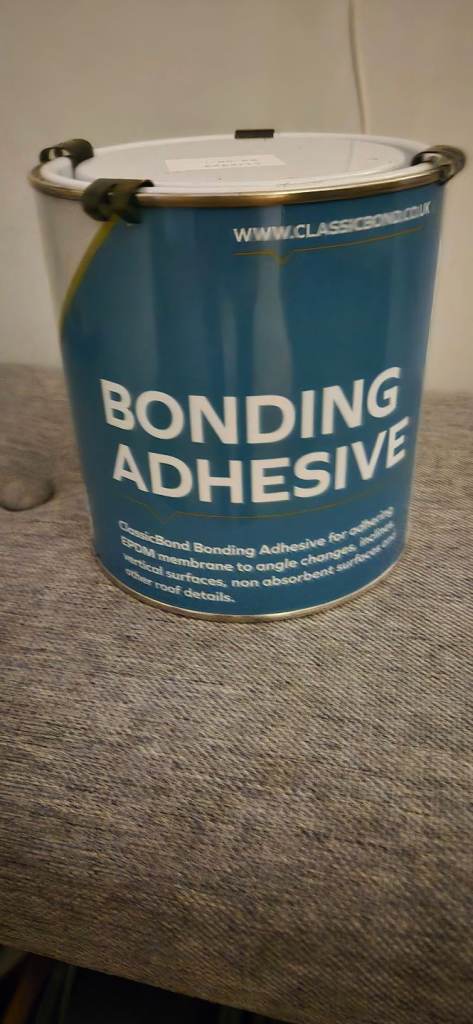 WWW.CLASSICBOND.CO.UK
BONDING
ADHESIVE
ClassicBond Bonding Adhesive for adhering
EPDM membrane to angle changes, inclines,
vertical surfaces, non absorbent surfaces and
other roof details.